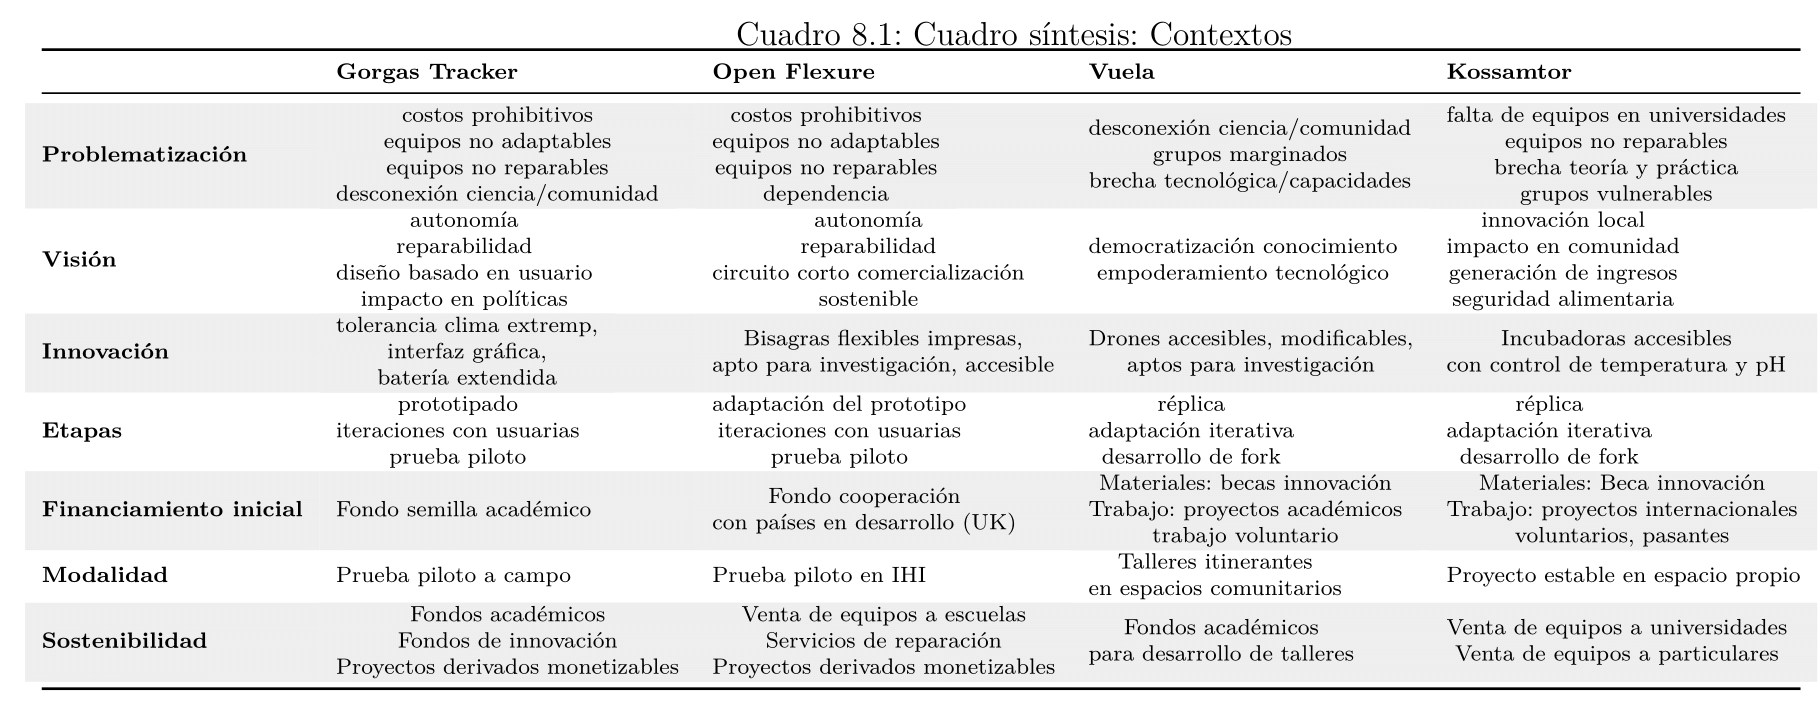 Cuadro 8.1: Cuadro síntesis: Contextos
Gorgas Tracker Open Flexure Vuela Kossamtor
Problematización
costos prohibitivos
equipos no adaptables
equipos no reparables
desconexión ciencia/comunidad
costos prohibitivos
equipos no adaptables
equipos no reparables
dependencia
desconexión ciencia/comunidad
grupos marginados
brecha tecnológica/capacidades
falta de equipos en universidades
equipos no reparables
brecha teoría y práctica
grupos vulnerables
Visión
autonomía
reparabilidad
diseño basado en usuario
impacto en políticas
autonomía
reparabilidad
circuito corto comercialización
sostenible
democratización conocimiento
empoderamiento tecnológico
innovación local
impacto en comunidad
generación de ingresos
seguridad alimentaria
Innovación
tolerancia clima extremp,
interfaz gráfica,
batería extendida
Bisagras flexibles impresas,
apto para investigación, accesible
Drones accesibles, modificables,
aptos para investigación
Incubadoras accesibles
con control de temperatura y pH
Etapas
prototipado
iteraciones con usuarias
prueba piloto
adaptación del prototipo
iteraciones con usuarias
prueba piloto
réplica
adaptación iterativa
desarrollo de fork
réplica
adaptación iterativa
desarrollo de fork
Financiamiento inicial
Fondo semilla académico
Fondo cooperación
con países en desarrollo (UK)
Materiales: becas innovación
Trabajo: proyectos académicos
trabajo voluntario
Materiales: Beca innovación
Trabajo: proyectos internacionales
voluntarios, pasantes
Modalidad
Prueba piloto a campo
Prueba piloto en IHI
Talleres itinerantes
en espacios comunitarios
Proyecto estable en espacio propio
Sostenibilidad
Fondos académicos
Fondos de innovación
Proyectos derivados monetizables
Venta de equipos a escuelas
Servicios de reparación
Proyectos derivados monetizables
Fondos académicos
para desarrollo de talleres
Venta de equipos a universidades
Venta de equipos a particulares